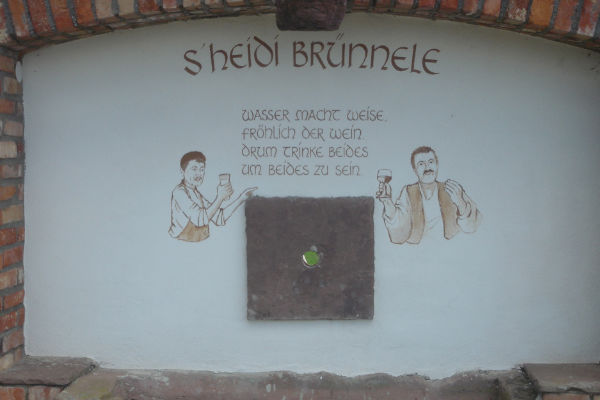 S'HEIDI BRÜNNELE
WASSER MACHT WEISE,
FRÖHLICH DER WEIN.
DRUM TRINKE BEIDES
UM BEIDES ZU SEIN.